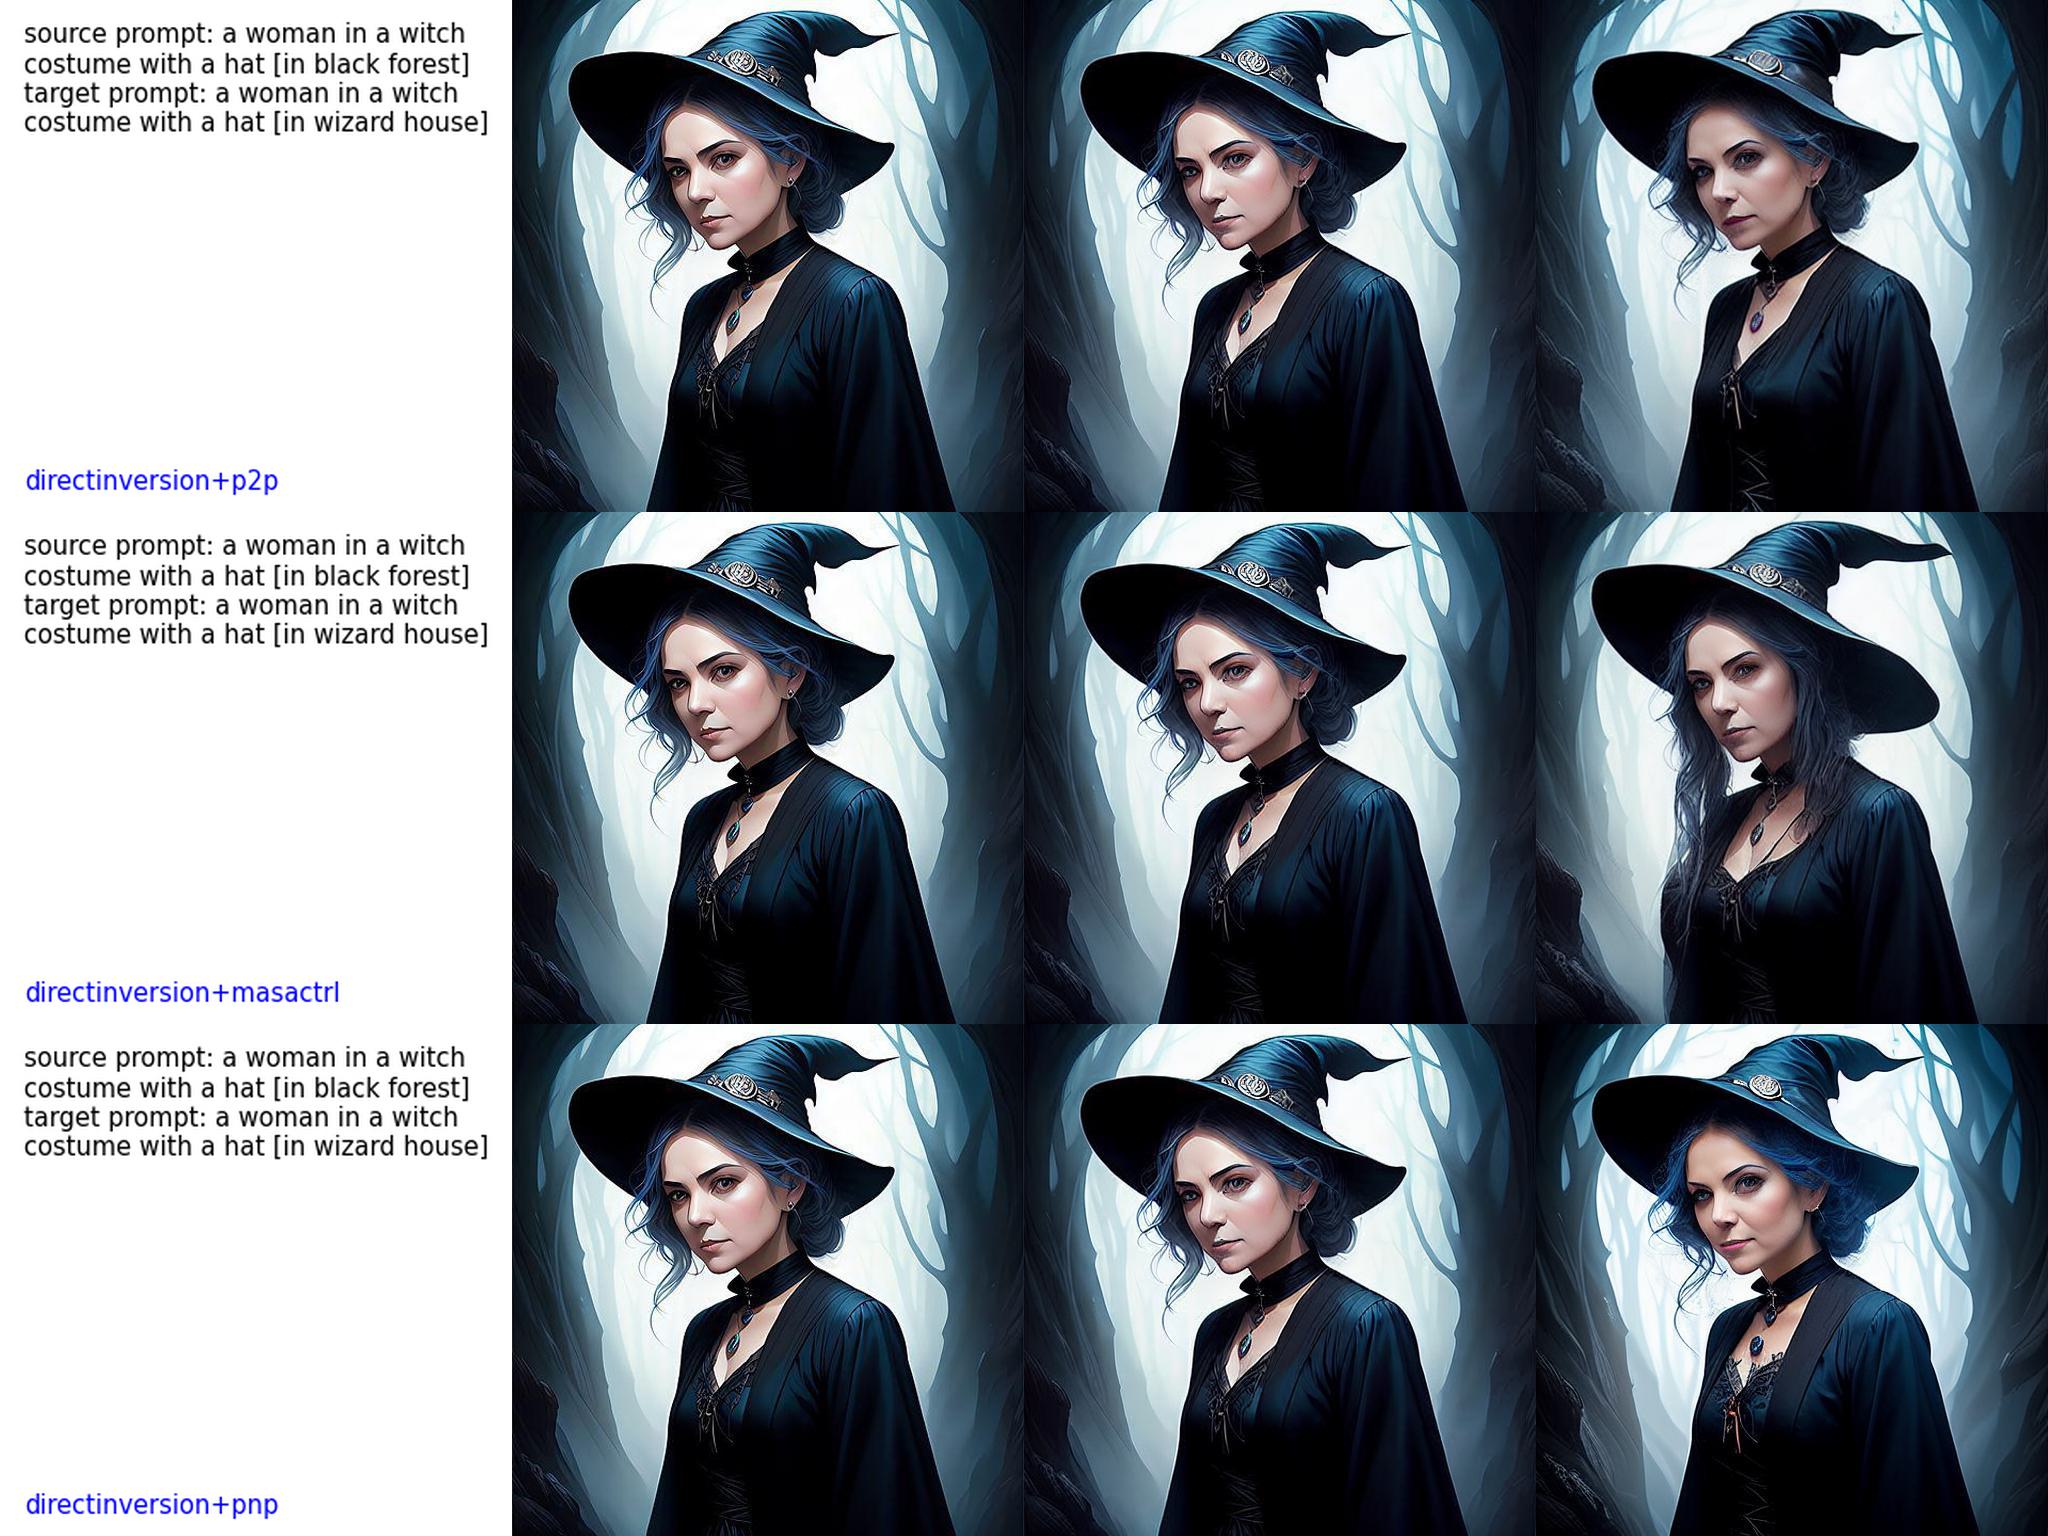 source prompt: a woman in a witch
costume with a hat [in black forest]
target prompt: a woman in a witch
costume with a hat [in wizard house]
directinversion+p2p
source prompt: a woman in a witch
costume with a hat [in black forest]
target prompt: a woman in a witch
costume with a hat [in wizard house]
directinversion+masactrl
source prompt: a woman in a witch
costume with a hat [in black forest]
target prompt: a woman in a witch
costume with a hat [in wizard house]
directinversion+pnp